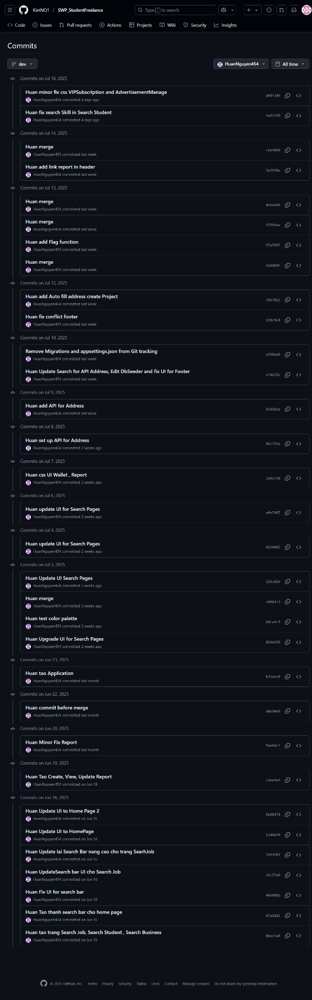 KietNQ1 / SWP_StudentFreelance
Type / to search
Code Issues Pull requests Actions Projects Wiki Security Insights
Commits
dev HuanNguyen454 All time
Commits on Jul 16, 2025
Huan minor fix css VIPSubscription and AdvertisementManage
HuanNguyen454 committed 4 days ago
ab8f3d9
Huan fix search Skill in Search Student
HuanNguyen454 committed 4 days ago
4af2420
Commits on Jul 14, 2025
Huan merge
HuanNguyen454 committed last week
c664096
Huan add link report in header
HuanNguyen454 committed last week
3e3970e
Commits on Jul 13, 2025
Huan merge
HuanNguyen454 committed last week
dceac9e
Huan merge
HuanNguyen454 committed last week
475b5ee
Huan add Flag function
HuanNguyen454 committed last week
57e5f07
Huan merge
HuanNguyen454 committed last week
c1d1b4f
Commits on Jul 12, 2025
Huan add Auto fill address create Project
HuanNguyen454 committed last week
f967013
Huan fix conflict footer
HuanNguyen454 committed last week
228c9c4
Commits on Jul 10, 2025
Remove Migrations and appsettings.json from Git tracking
HuanNguyen454 committed last week
a368da8
Huan Update Search for API Address, Edit DbSeeder and fix UI for Footer
HuanNguyen454 committed last week
c7d2f15
Commits on Jul 9, 2025
Huan add API for Address
HuanNguyen454 committed last week
65950cb
Commits on Jul 8, 2025
Huan set up API for Address
HuanNguyen454 committed 2 weeks ago
0ec751a
Commits on Jul 7, 2025
Huan css UI Wallet , Report
HuanNguyen454 committed 2 weeks ago
3a9cf58
Commits on Jul 6, 2025
Huan update UI for Search Pages
HuanNguyen454 committed 2 weeks ago
afe7d07
Commits on Jul 4, 2025
Huan update UI for Search Pages
HuanNguyen454 committed 2 weeks ago
4234b85
Commits on Jul 3, 2025
Huan Update UI Search Pages
HuanNguyen454 committed 2 weeks ago
224c82d
Huan merge
HuanNguyen454 committed 2 weeks ago
c09b173
Huan test color palette
HuanNguyen454 committed 2 weeks ago
b0ca4c5
Huan Upgrade UI for Search Pages
HuanNguyen454 committed 2 weeks ago
864b436
Commits on Jun 23, 2025
Huan tao Application
HuanNguyen454 committed last month
b35acc8
Commits on Jun 22, 2025
Huan commit before merge
HuanNguyen454 committed last month
a8e14e9
Commits on Jun 20, 2025
Huan Minor Fix Report
HuanNguyen454 committed last month
5de6dc1
Commits on Jun 19, 2025
Huan Tao Create, View, Update Report
HuanNguyen454 committed on Jun 19
cdee5e5
Commits on Jun 16, 2025
Huan Update UI to Home Page 2
HuanNguyen454 committed on Jun 16
6b80474
Huan Update UI to HomePage
HuanNguyen454 committed on Jun 16
13ddaf0
Huan Update lai Search Bar nang cao cho trang SearhJob
HuanNguyen454 committed on Jun 16
74f9787
Huan UpdateSearch bar UI cho Search Job
HuanNguyen454 committed on Jun 16
24c57a9
Huan Fix UI for search bar
HuanNguyen454 committed on Jun 16
496008a
Huan Tao thanh search bar cho home page
HuanNguyen454 committed on Jun 16
47a18d1
Huan tao trang Search Job, Search Student , Search Business
HuanNguyen454 committed on Jun 16
8becfa8
© 2025 GitHub, Inc. Terms Privacy Security Status Docs Contact Manage cookies Do not share my personal information